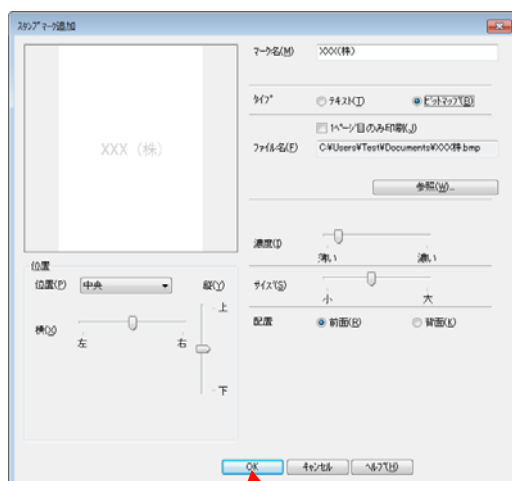 スタンプマーク追加
マーク名(M) XXX(株)
タイプ テキスト(T) ビットマップ(B)
1ページ目のみ印刷(J)
XXX (株)
ファイル名(F) C:¥Users¥Test¥Documents¥XXX株.bmp
参照(W)...
濃度(I)
薄い 濃い
位置
位置(P) 中央 縦(Y)
サイズ(S)
小 大
上
横(X)
左 右
配置 前面(R) 背面(K)
下
OK キャンセル ヘルプ(H)